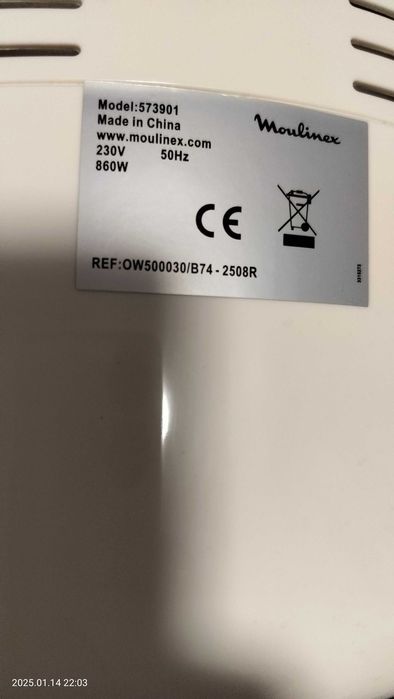 Model:573901
Made in China
www.moulinex.com
230V 50Hz
860W
Moulinex
CE
REF:OW500030/B74 - 2508R
2025.01.14 22:03